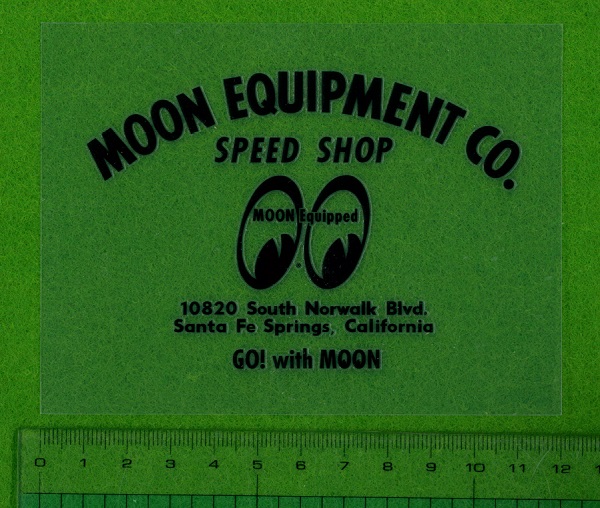 MOON EQUIPMENT CO.
SPEED SHOP
MOON Equipped
10820 South Norwalk Blvd.
Santa Fe Springs, California
GO! with MOON
0 1 2 3 4 5 6 7 8 9 10 11 12